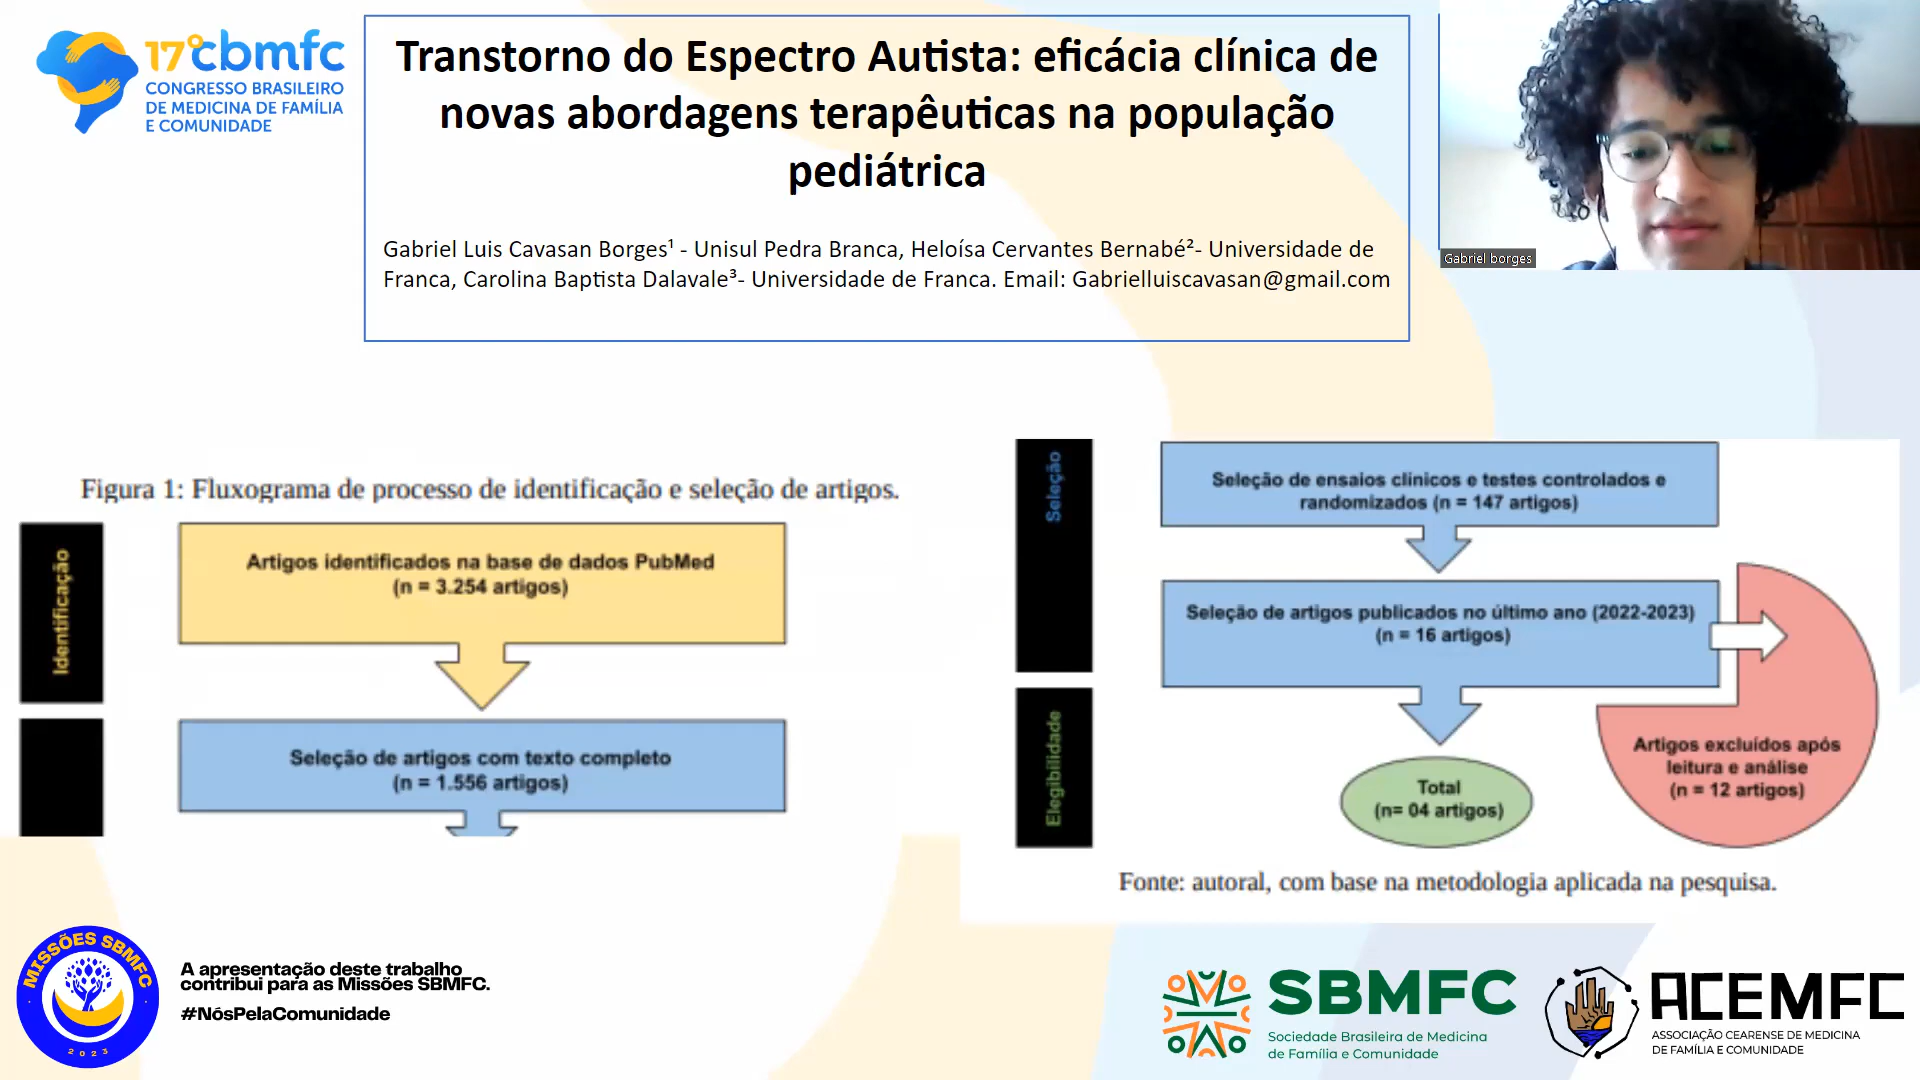 17º cbmfc
CONGRESSO BRASILEIRO
DE MEDICINA DE FAMÍLIA
E COMUNIDADE
Transtorno do Espectro Autista: eficácia clínica de
novas abordagens terapêuticas na população
pediátrica
Gabriel Luis Cavasan Borges¹ - Unisul Pedra Branca, Heloísa Cervantes Bernabé²- Universidade de
Franca, Carolina Baptista Dalavale³- Universidade de Franca. Email: Gabrielluiscavasan@gmail.com
Gabriel borges
Figura 1: Fluxograma de processo de identificação e seleção de artigos.
Identificação
Artigos identificados na base de dados PubMed
(n = 3.254 artigos)
Seleção de artigos com texto completo
(n = 1.556 artigos)
Seleção
Seleção de ensaios clínicos e testes controlados e
randomizados (n = 147 artigos)
Seleção de artigos publicados no último ano (2022-2023)
(n = 16 artigos)
Elegibilidade
Total
(n= 04 artigos)
Artigos excluídos após
leitura e análise
(n = 12 artigos)
Fonte: autoral, com base na metodologia aplicada na pesquisa.
MISSÕES SBMFC
2023
A apresentação deste trabalho
contribui para as Missões SBMFC.
#NósPelaComunidade
SBMFC
Sociedade Brasileira de Medicina
de Família e Comunidade
ACEMFC
ASSOCIAÇÃO CEARENSE DE MEDICINA
DE FAMÍLIA E COMUNIDADE